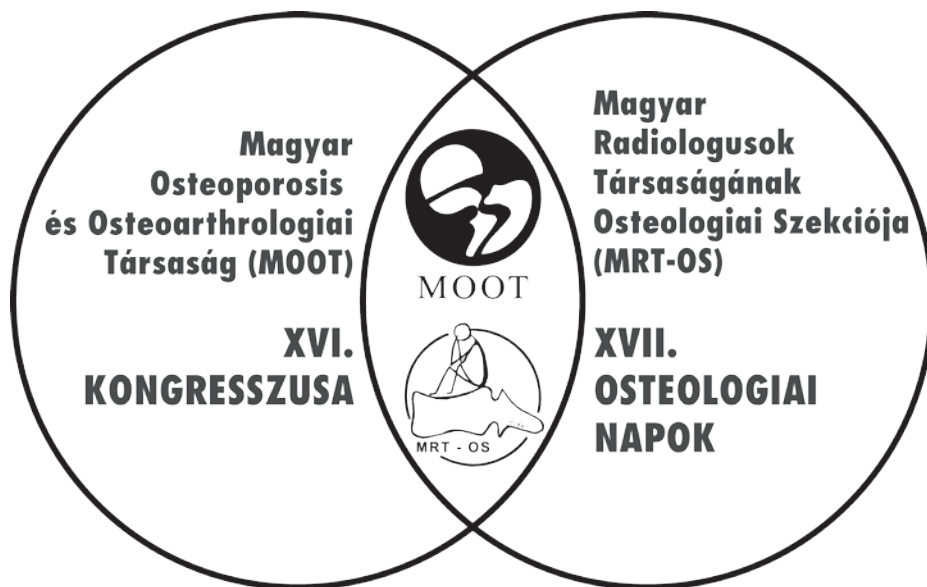 Magyar
Osteoporosis
és Osteoarthrologiai
Társaság (MOOT)
XVI.
KONGRESSZUSA
MOOT
MRT - OS
Magyar
Radiologusok
Társaságának
Osteologiai Szekciója
(MRT-OS)
XVII.
OSTEOLOGIAI
NAPOK